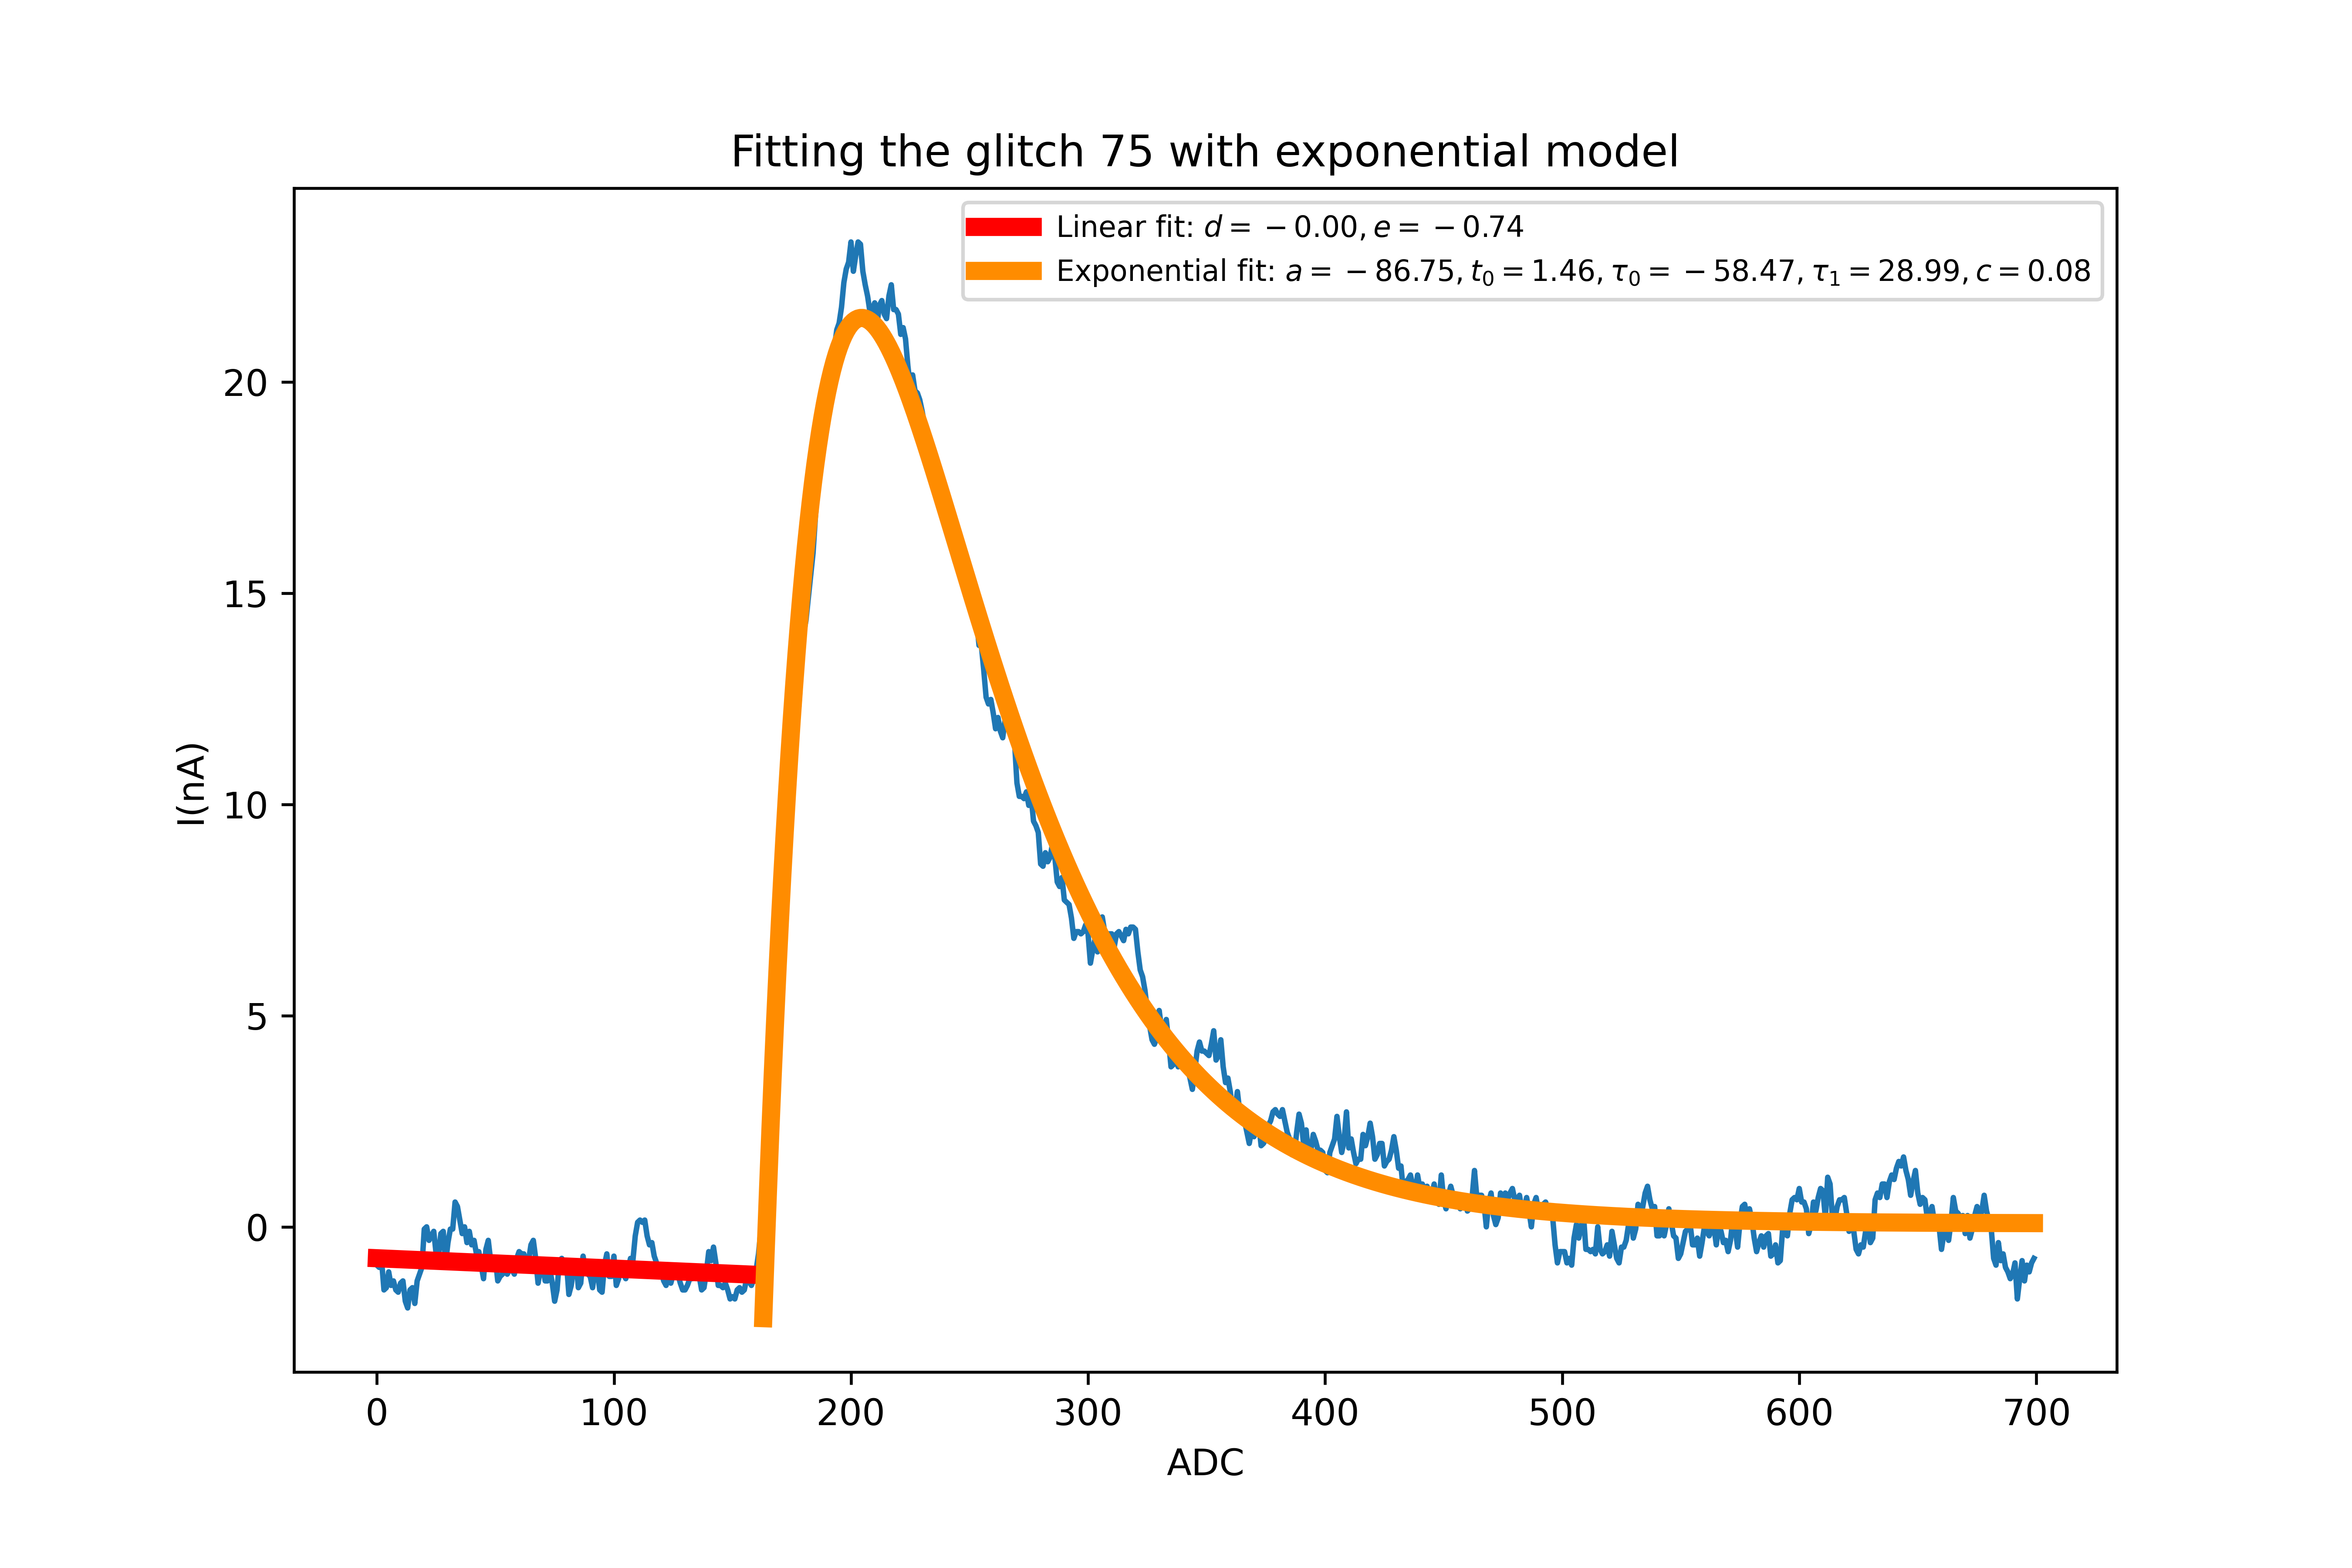 Fitting the glitch 75 with exponential model
Linear fit: d = −0.00, e = −0.74
Exponential fit: a = −86.75, t₀ = 1.46, τ₀ = −58.47, τ₁ = 28.99, c = 0.08
I(nA)
20
15
10
5
0
0 100 200 300 400 500 600 700
ADC